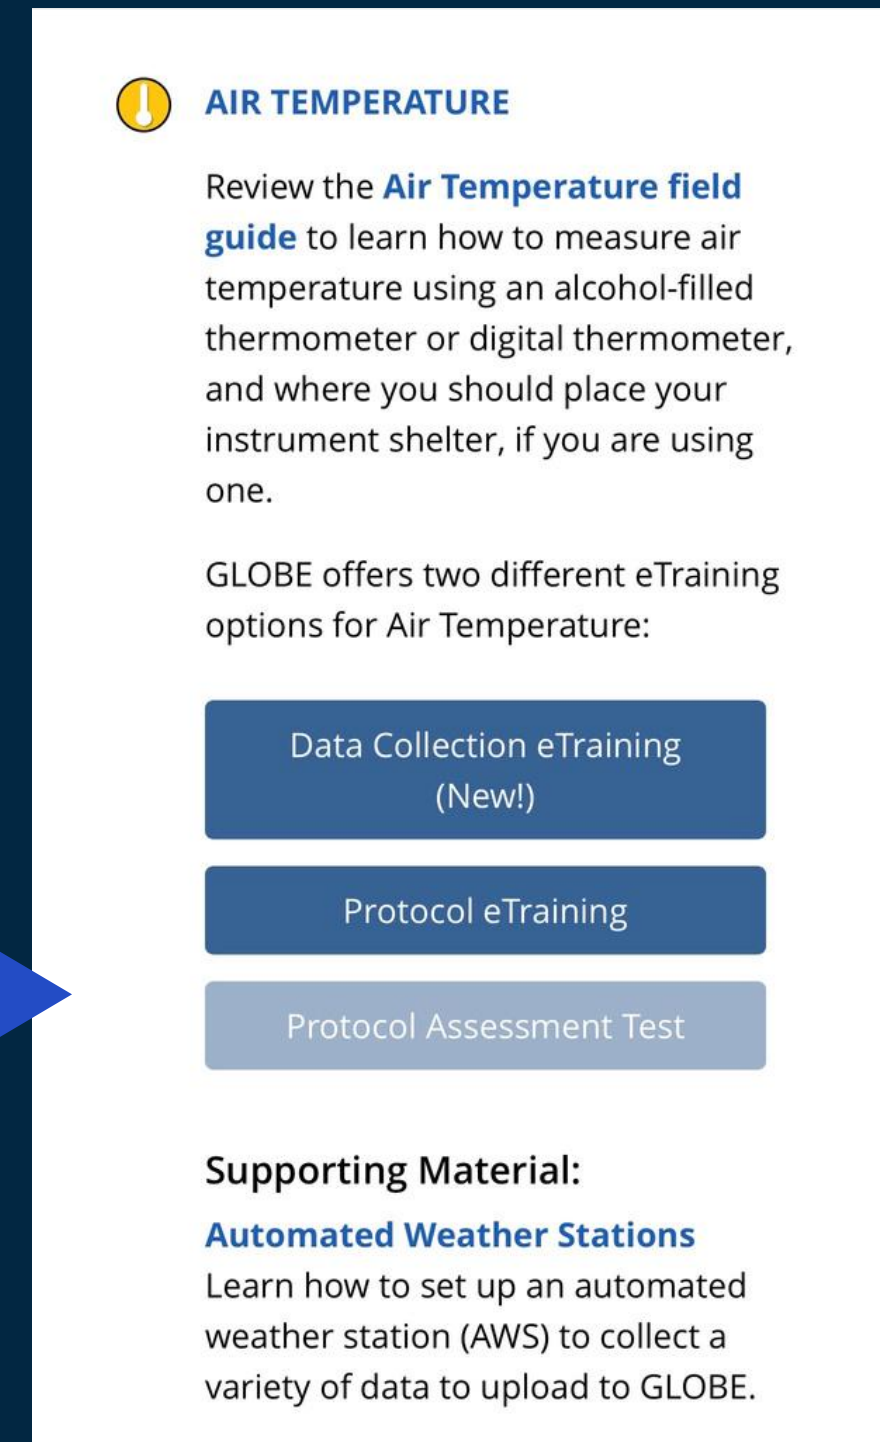 AIR TEMPERATURE
Review the Air Temperature field
guide to learn how to measure air
temperature using an alcohol-filled
thermometer or digital thermometer,
and where you should place your
instrument shelter, if you are using
one.
GLOBE offers two different eTraining
options for Air Temperature:
Data Collection eTraining
(New!)
Protocol eTraining
Protocol Assessment Test
Supporting Material:
Automated Weather Stations
Learn how to set up an automated
weather station (AWS) to collect a
variety of data to upload to GLOBE.